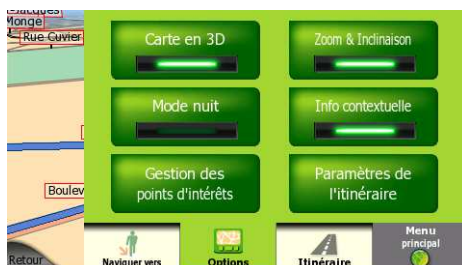 Monge
Rue Cuvier
Boulev
Retour
Carte en 3D
Zoom & Inclinaison
Mode nuit
Info contextuelle
Gestion des
points d'intérêts
Paramètres de
l'itinéraire
Naviguer vers
Options
Itinéraire
Menu
principal